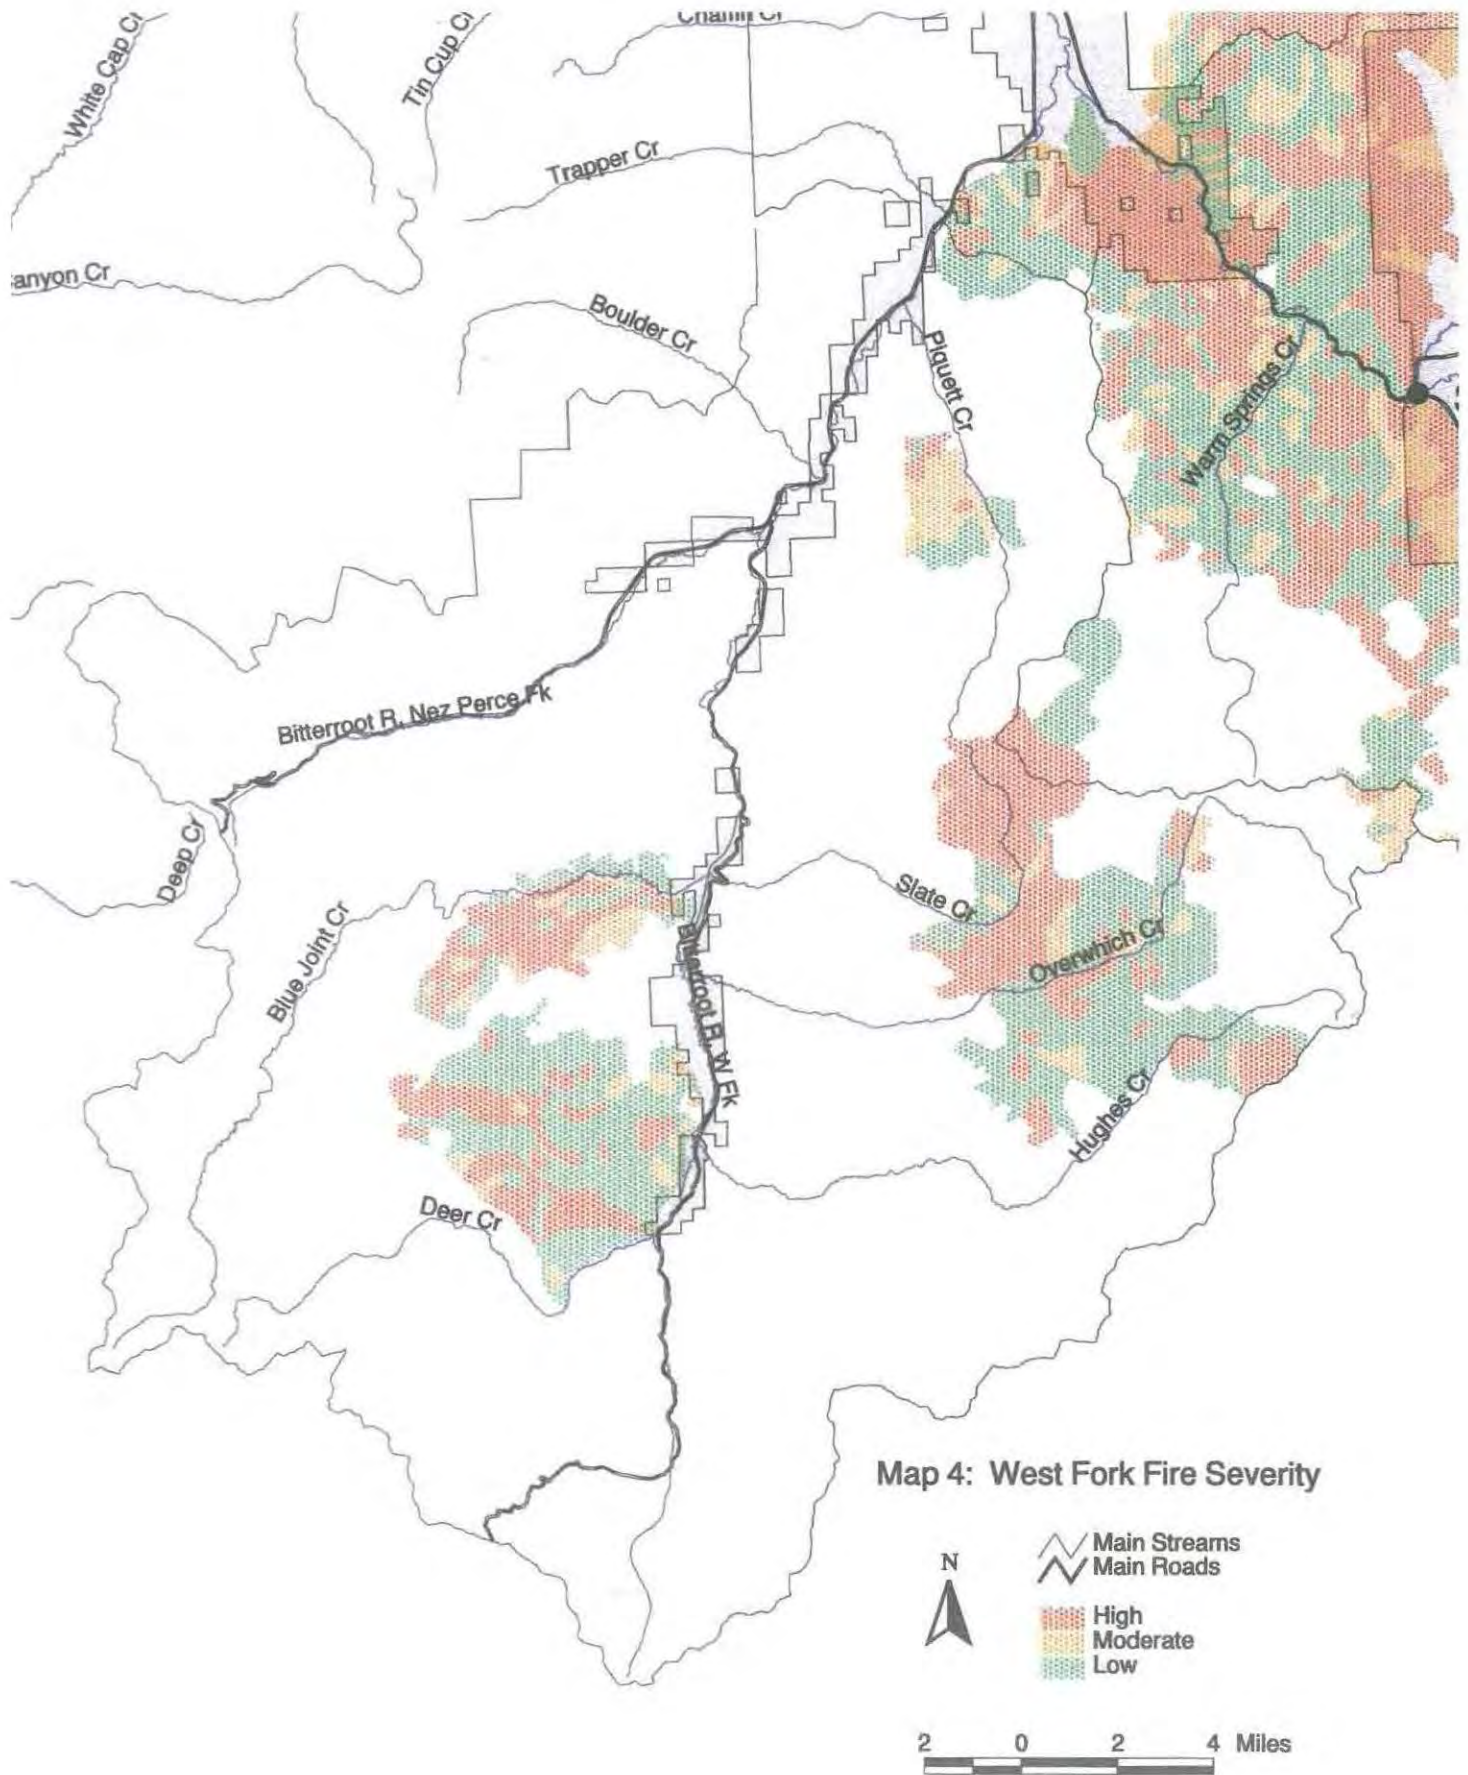 White Cap Cr
Tin Cup Cr
Trapper Cr
anyon Cr
Boulder Cr
Piquett Cr
Warm Springs Cr
Bitterroot R, Nez Perce Fk
Deep Cr
Slate Cr
Blue Joint Cr
Overwhich Cr
Bitterroot R, W Fk
Hughes Cr
Deer Cr
Map 4: West Fork Fire Severity
Main Streams
Main Roads
N
High
Moderate
Low
2 0 2 4 Miles